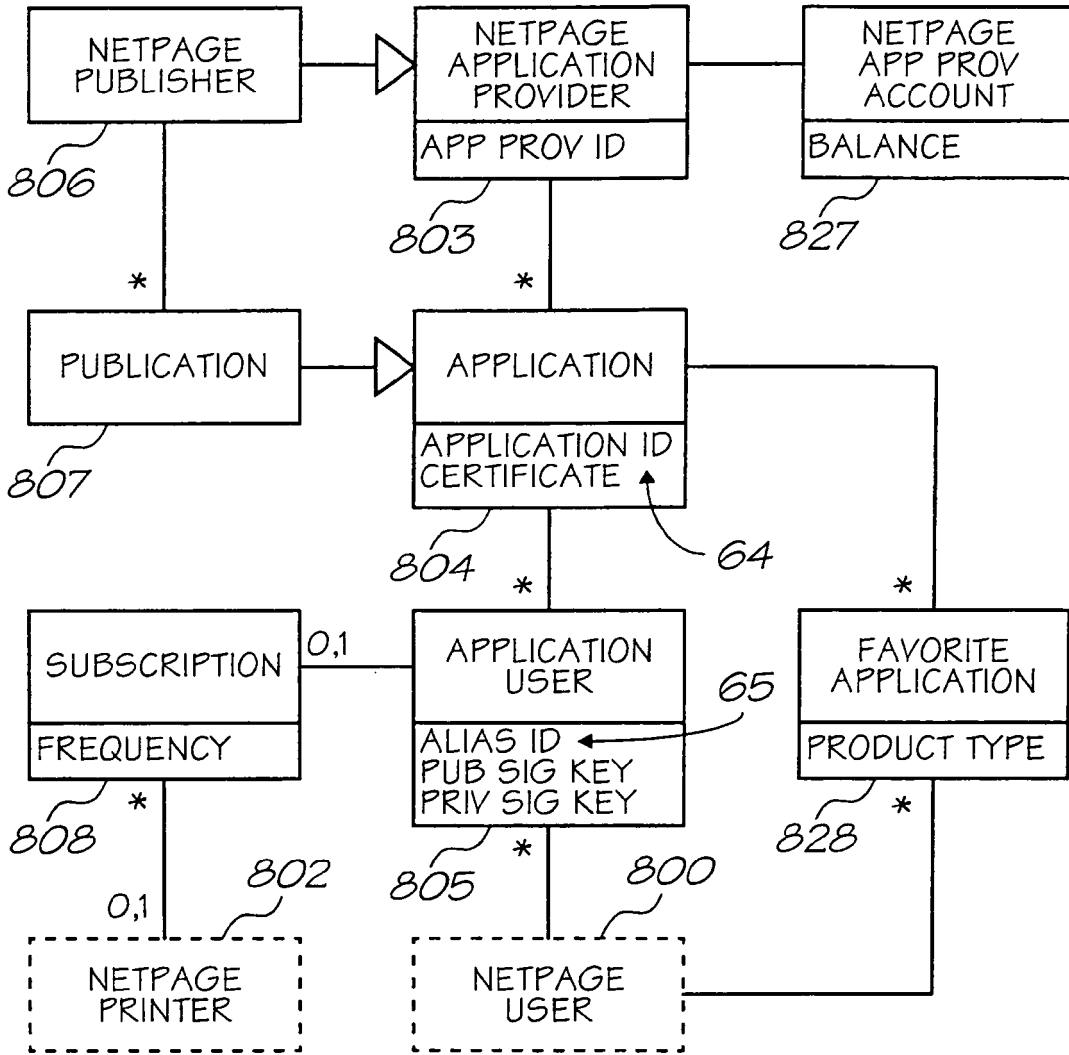 NETPAGE
PUBLISHER
NETPAGE
APPLICATION
PROVIDER
APP PROV ID
NETPAGE
APP PROV
ACCOUNT
BALANCE
806
803
827
*
*
PUBLICATION
APPLICATION
APPLICATION ID
CERTIFICATE
807
804
64
*
*
SUBSCRIPTION
FREQUENCY
0,1
APPLICATION
USER
ALIAS ID
PUB SIG KEY
PRIV SIG KEY
65
FAVORITE
APPLICATION
PRODUCT TYPE
808
*
805
*
828
*
802
800
0,1
NETPAGE
PRINTER
NETPAGE
USER